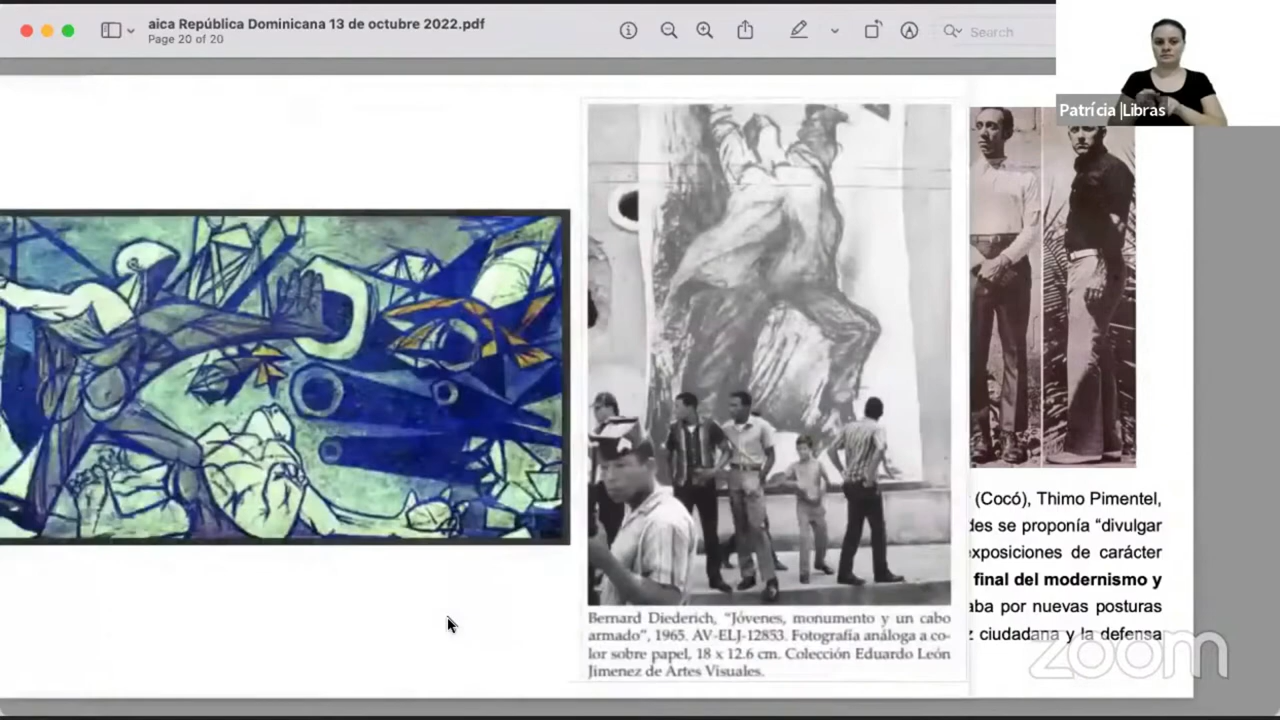 aica República Dominicana 13 de octubre 2022.pdf
Page 20 of 20
Search
Patrícia |Libras
Bernard Diederich, "Jóvenes, monumento y un cabo
armado", 1965. AV-ELJ-12853. Fotografía análoga a co-
lor sobre papel, 18 x 12.6 cm. Colección Eduardo León
Jimenez de Artes Visuales.
(Cocó), Thimo Pimentel,
des se proponía “divulgar
exposiciones de carácter
final del modernismo y
aba por nuevas posturas
z ciudadana y la defensa
zoom